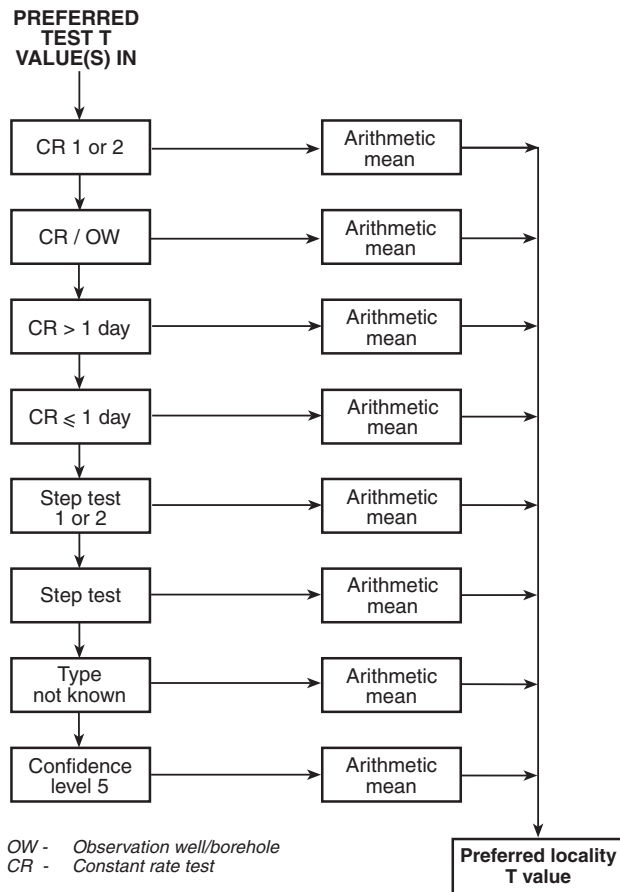 PREFERRED
TEST T
VALUE(S) IN
CR 1 or 2
Arithmetic
mean
CR / OW
Arithmetic
mean
CR > 1 day
Arithmetic
mean
CR ⩽ 1 day
Arithmetic
mean
Step test
1 or 2
Arithmetic
mean
Step test
Arithmetic
mean
Type
not known
Arithmetic
mean
Confidence
level 5
Arithmetic
mean
OW - Observation well/borehole
CR - Constant rate test
Preferred locality
T value